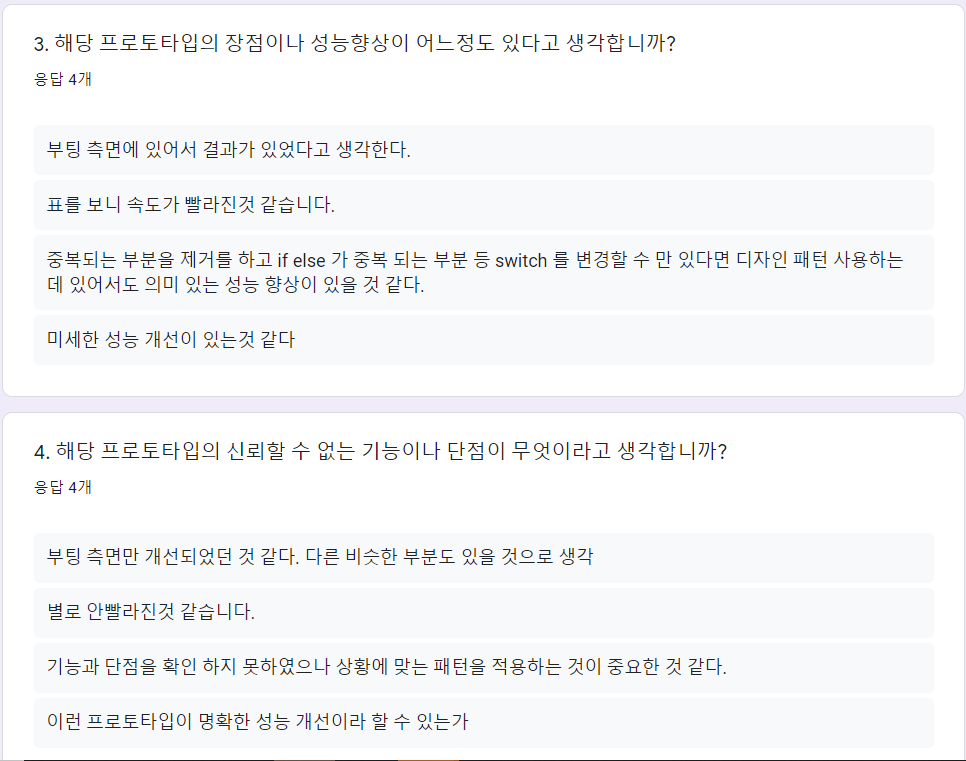 3. 해당 프로토타입의 장점이나 성능향상이 어느정도 있다고 생각합니까?
응답 4개
부팅 측면에 있어서 결과가 있었다고 생각한다.
표를 보니 속도가 빨라진것 같습니다.
중복되는 부분을 제거를 하고 if else 가 중복 되는 부분 등 switch 를 변경할 수 만 있다면 디자인 패턴 사용하는
데 있어서도 의미 있는 성능 향상이 있을 것 같다.
미세한 성능 개선이 있는것 같다
4. 해당 프로토타입의 신뢰할 수 없는 기능이나 단점이 무엇이라고 생각합니까?
응답 4개
부팅 측면만 개선되었던 것 같다. 다른 비슷한 부분도 있을 것으로 생각
별로 안빨라진것 같습니다.
기능과 단점을 확인 하지 못하였으나 상황에 맞는 패턴을 적용하는 것이 중요한 것 같다.
이런 프로토타입이 명확한 성능 개선이라 할 수 있는가